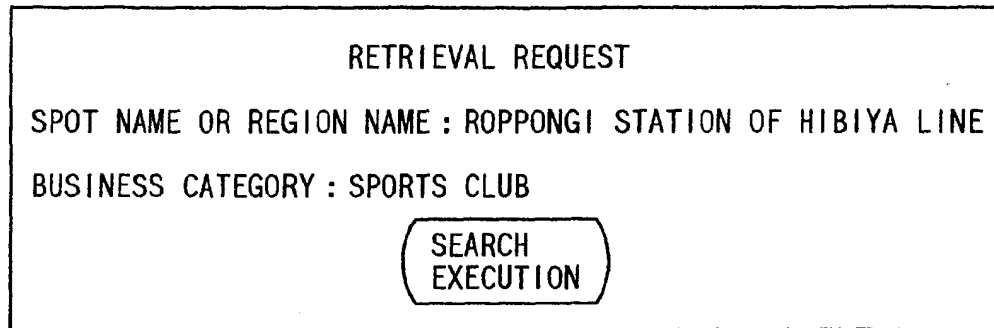 RETRIEVAL REQUEST
SPOT NAME OR REGION NAME : ROPPONGI STATION OF HIBIYA LINE
BUSINESS CATEGORY : SPORTS CLUB
SEARCH
EXECUTION